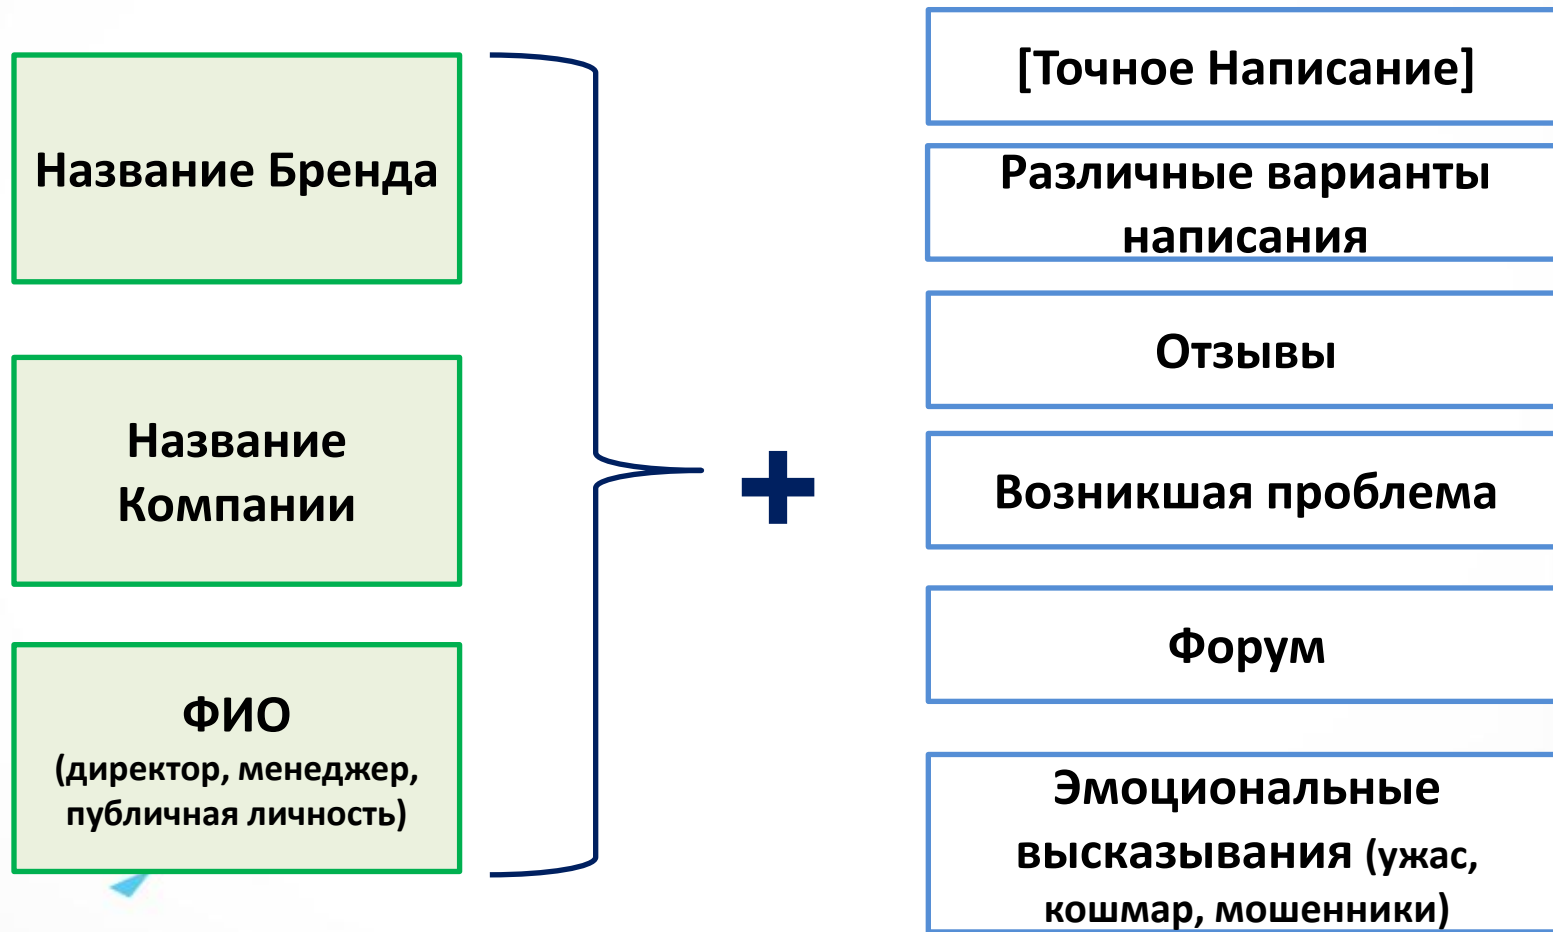 Название Бренда
Название
Компании
ФИО
(директор, менеджер,
публичная личность)
+
[Точное Написание]
Различные варианты
написания
Отзывы
Возникшая проблема
Форум
Эмоциональные
высказывания (ужас,
кошмар, мошенники)